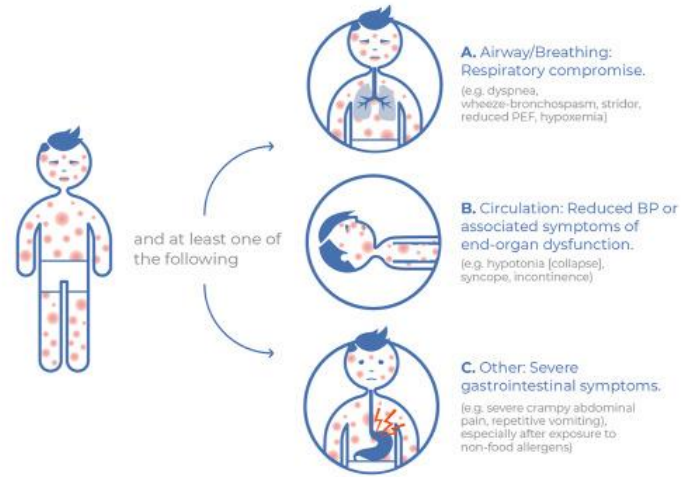 A. Airway/Breathing:
Respiratory compromise.
(e.g. dyspnea,
wheeze-bronchospasm, stridor,
reduced PEF, hypoxemia)
and at least one of
the following
B. Circulation: Reduced BP or
associated symptoms of
end-organ dysfunction.
(e.g. hypotonia [collapse],
syncope, incontinence)
C. Other: Severe
gastrointestinal symptoms.
(e.g. severe crampy abdominal
pain, repetitive vomiting),
especially after exposure to
non-food allergens)